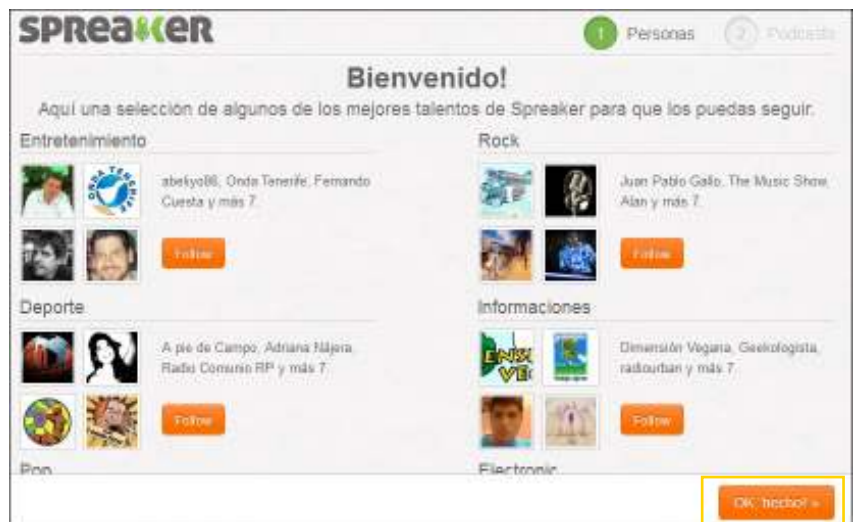 SPREAKER
1 Personas
2 Podcasts
Bienvenido!
Aquí una selección de algunos de los mejores talentos de Spreaker para que los puedas seguir.
Entretenimiento
ONDA TENERIFE
abekyo86, Onda Tenerife, Fernando
Cuesta y más 7.
Follow
Rock
Juan Pablo Gallo, The Music Show,
Alan y más 7.
Follow
Deporte
A pie de Campo, Adriana Nájera,
Radio Comunio RP y más 7.
Follow
Informaciones
Dimensión Vegana, Geekologista,
radiourban y más 7.
Follow
Pop
Electronic
OK, hecho! »